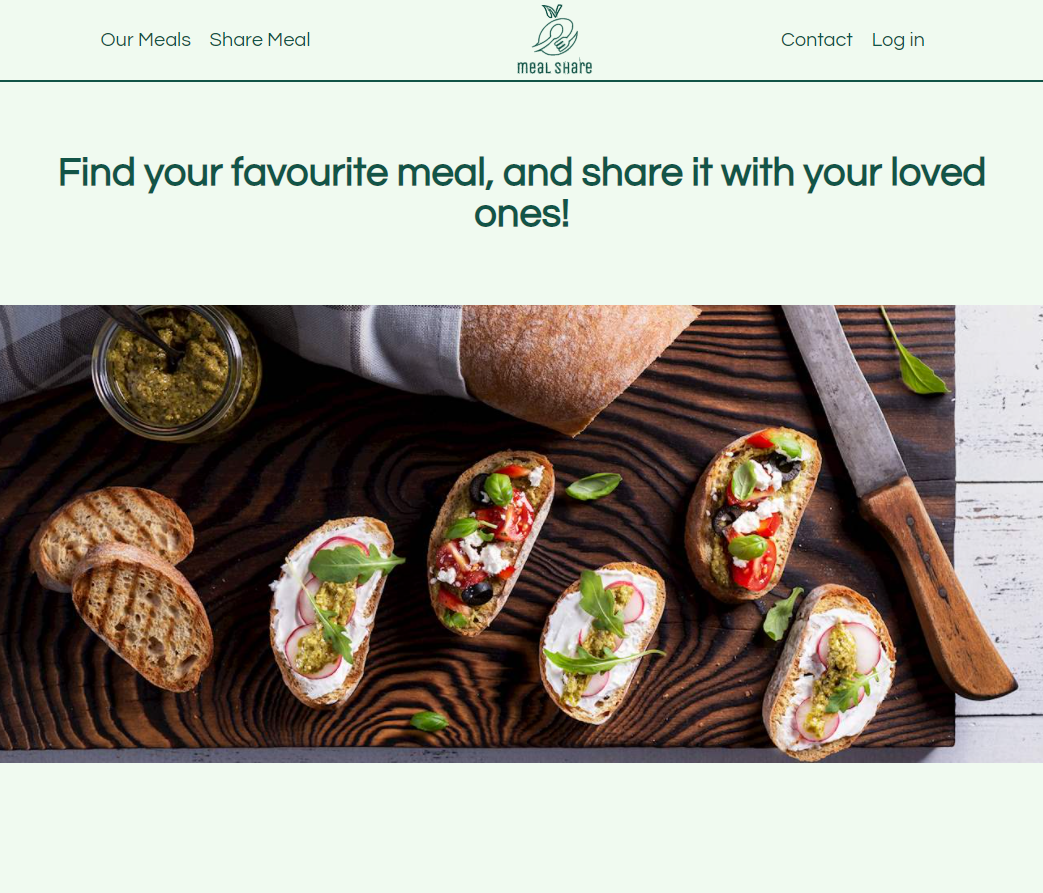 Our Meals Share Meal
meal share
Contact Log in
Find your favourite meal, and share it with your loved
ones!